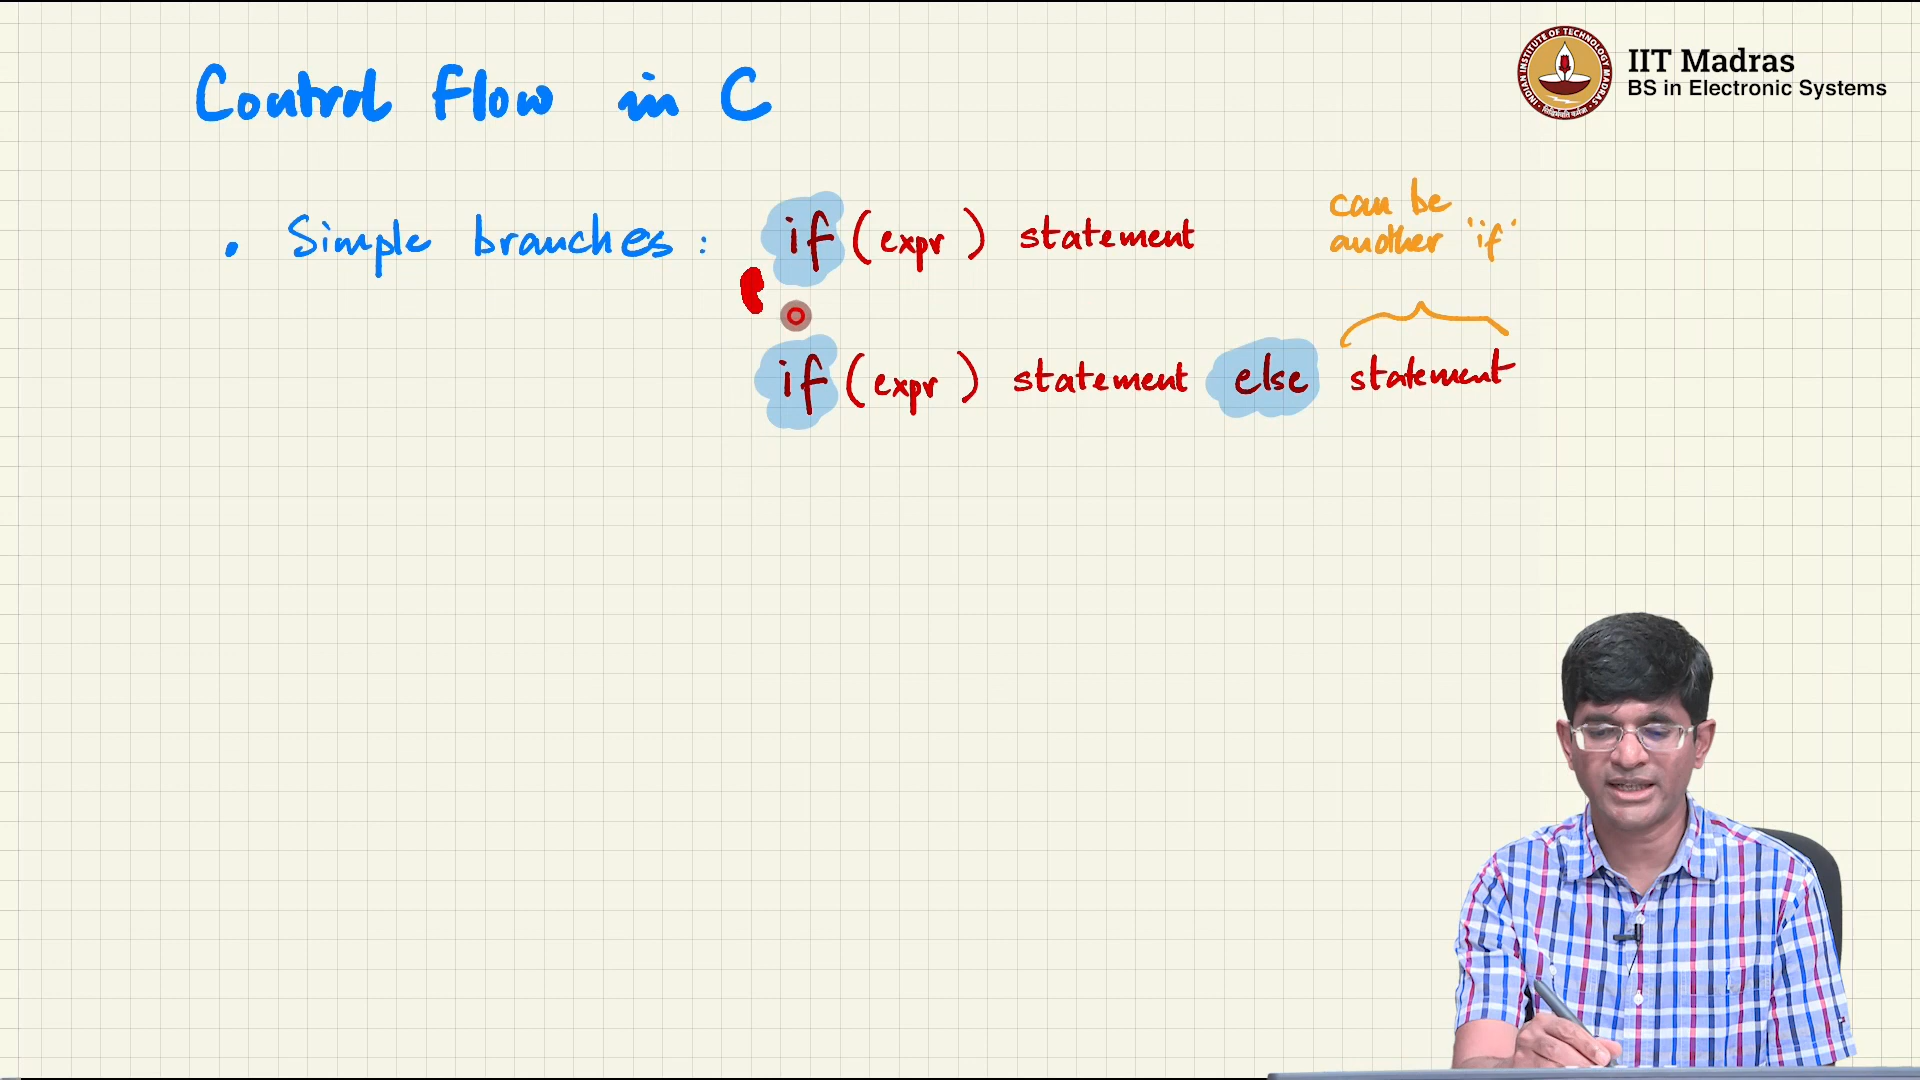 Control Flow in C
IIT Madras
BS in Electronic Systems
• Simple branches : if (expr) statement
can be
another 'if'
if (expr) statement else statement